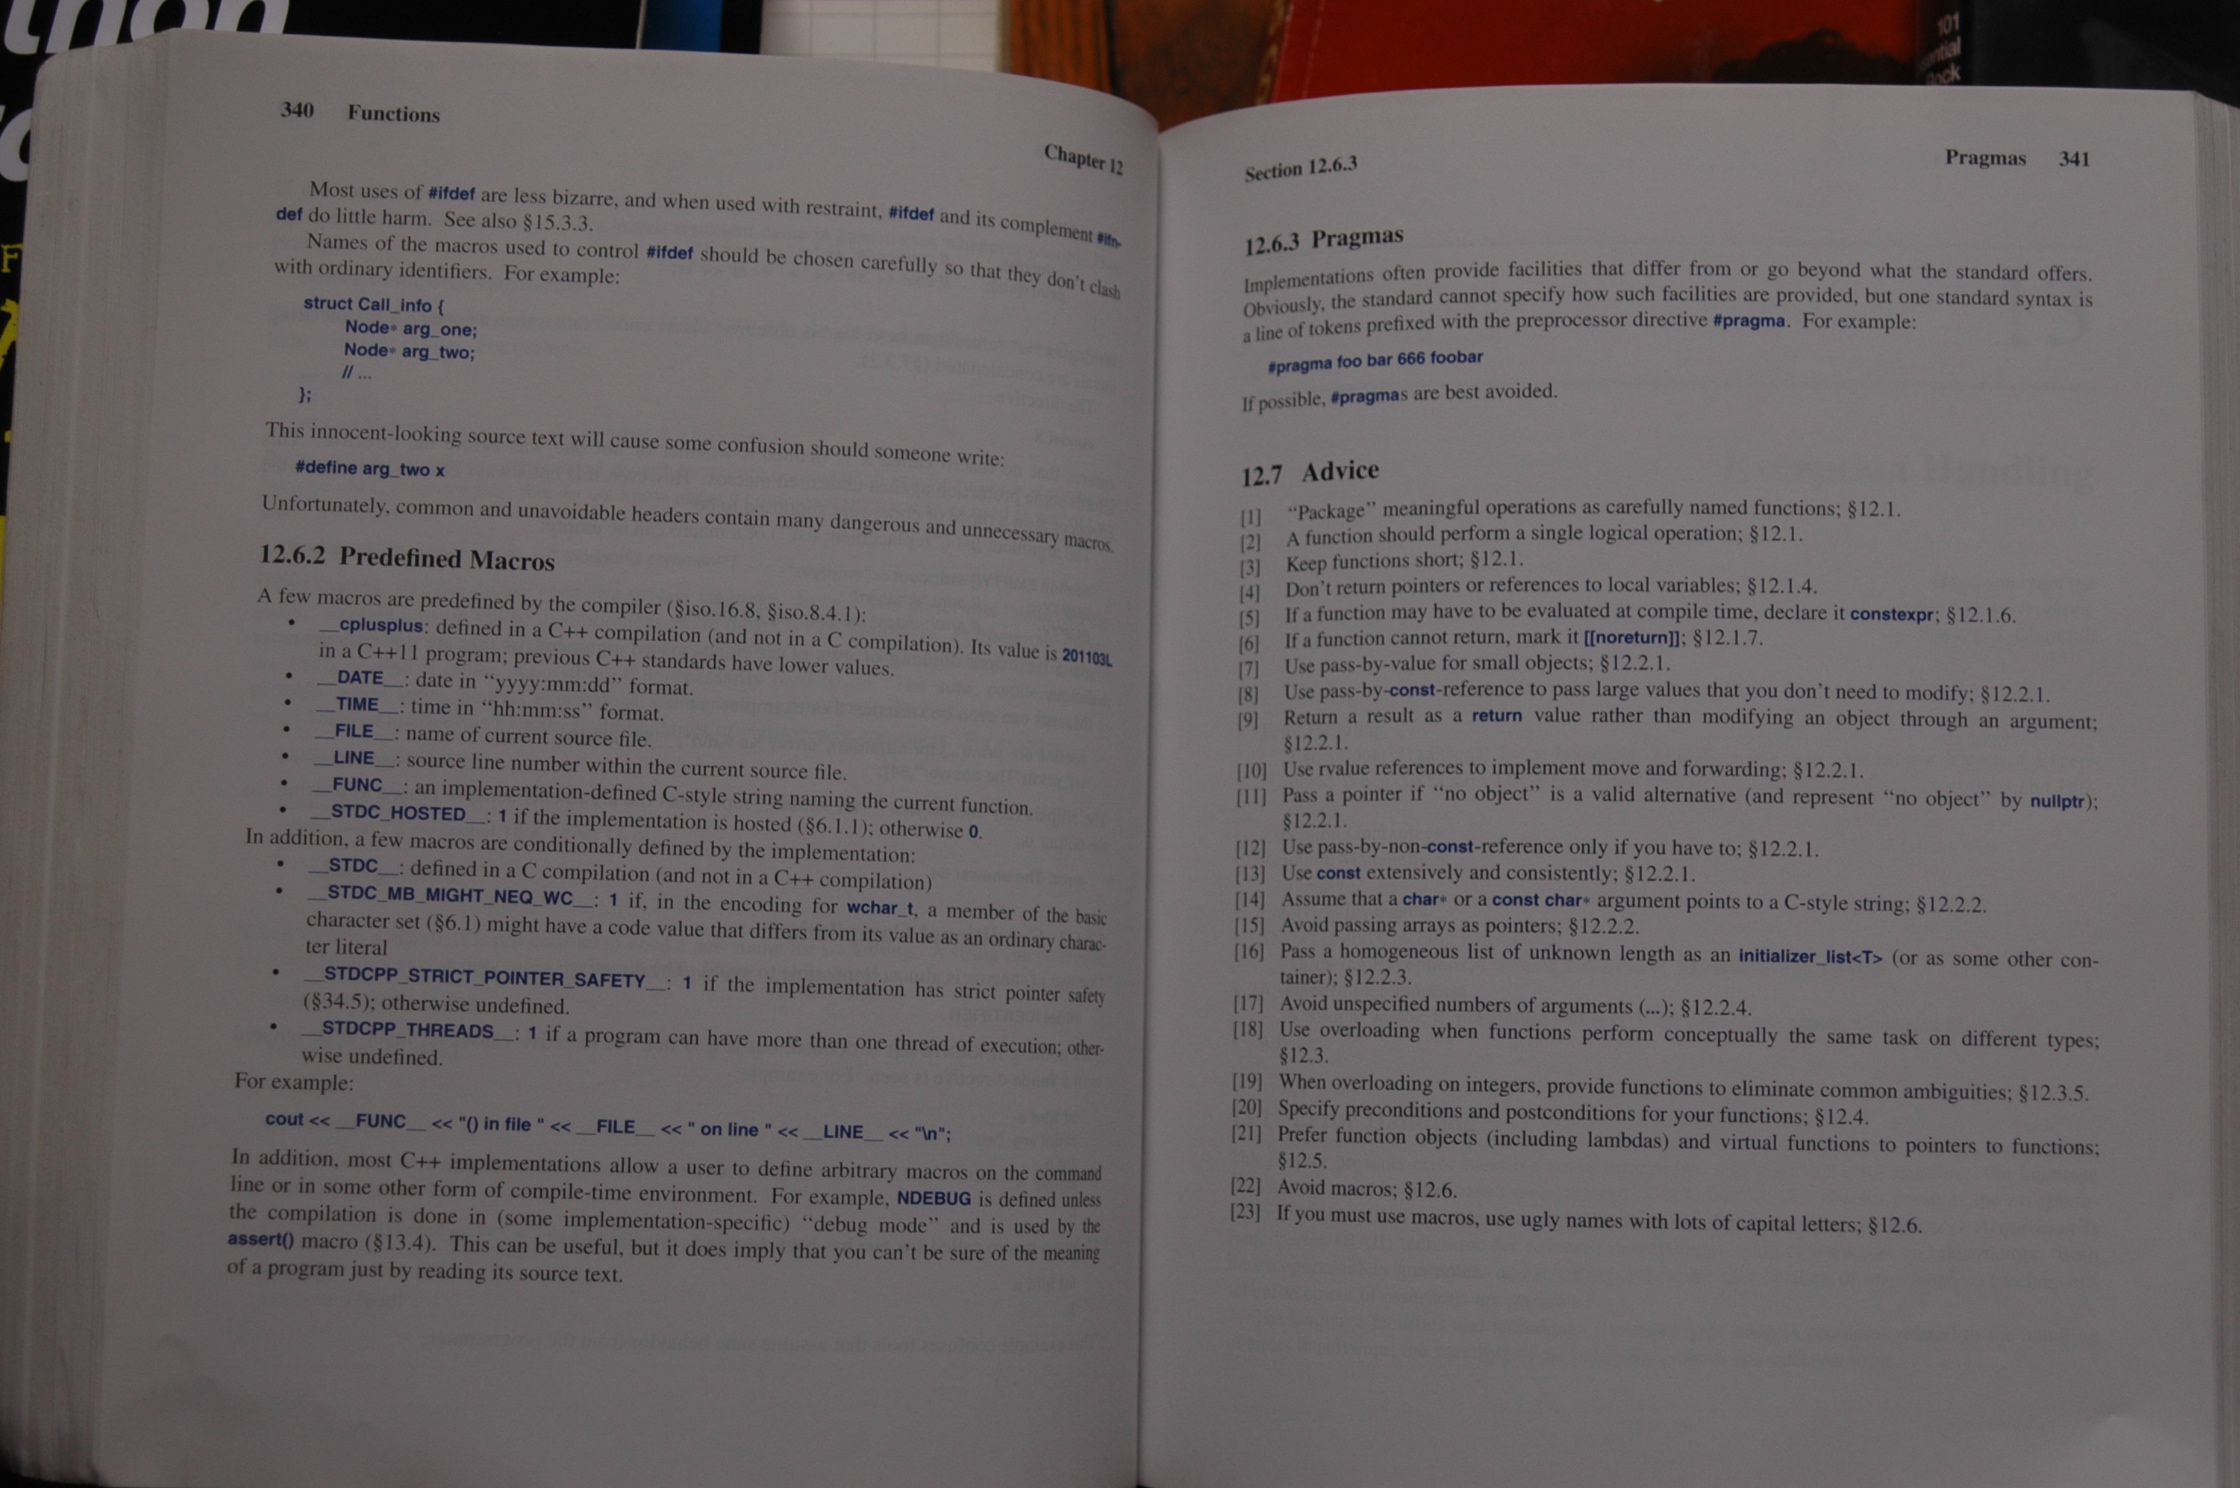 340 Functions Chapter 12
Most uses of #ifdef are less bizarre, and when used with restraint, #ifdef and its complement #ifn-
def do little harm. See also §15.3.3.
Names of the macros used to control #ifdef should be chosen carefully so that they don't clash
with ordinary identifiers. For example:
struct Call_info {
Node* arg_one;
Node* arg_two;
// ...
};
This innocent-looking source text will cause some confusion should someone write:
#define arg_two x
Unfortunately, common and unavoidable headers contain many dangerous and unnecessary macros.
12.6.2 Predefined Macros
A few macros are predefined by the compiler (§iso.16.8, §iso.8.4.1):
• __cplusplus: defined in a C++ compilation (and not in a C compilation). Its value is 201103L
in a C++11 program; previous C++ standards have lower values.
• __DATE__: date in "yyyy:mm:dd" format.
• __TIME__: time in "hh:mm:ss" format.
• __FILE__: name of current source file.
• __LINE__: source line number within the current source file.
• __FUNC__: an implementation-defined C-style string naming the current function.
• __STDC_HOSTED__: 1 if the implementation is hosted (§6.1.1); otherwise 0.
In addition, a few macros are conditionally defined by the implementation:
• __STDC__: defined in a C compilation (and not in a C++ compilation)
• __STDC_MB_MIGHT_NEQ_WC__: 1 if, in the encoding for wchar_t, a member of the basic
character set (§6.1) might have a code value that differs from its value as an ordinary charac-
ter literal
• __STDCPP_STRICT_POINTER_SAFETY__: 1 if the implementation has strict pointer safety
(§34.5); otherwise undefined.
• __STDCPP_THREADS__: 1 if a program can have more than one thread of execution; other-
wise undefined.
For example:
cout << __FUNC__ << "() in file " << __FILE__ << " on line " << __LINE__ << "\n";
In addition, most C++ implementations allow a user to define arbitrary macros on the command
line or in some other form of compile-time environment. For example, NDEBUG is defined unless
the compilation is done in (some implementation-specific) "debug mode" and is used by the
assert() macro (§13.4). This can be useful, but it does imply that you can't be sure of the meaning
of a program just by reading its source text.
Section 12.6.3 Pragmas 341
12.6.3 Pragmas
Implementations often provide facilities that differ from or go beyond what the standard offers.
Obviously, the standard cannot specify how such facilities are provided, but one standard syntax is
a line of tokens prefixed with the preprocessor directive #pragma. For example:
#pragma foo bar 666 foobar
If possible, #pragmas are best avoided.
12.7 Advice
[1] "Package" meaningful operations as carefully named functions; §12.1.
[2] A function should perform a single logical operation; §12.1.
[3] Keep functions short; §12.1.
[4] Don't return pointers or references to local variables; §12.1.4.
[5] If a function may have to be evaluated at compile time, declare it constexpr; §12.1.6.
[6] If a function cannot return, mark it [[noreturn]]; §12.1.7.
[7] Use pass-by-value for small objects; §12.2.1.
[8] Use pass-by-const-reference to pass large values that you don't need to modify; §12.2.1.
[9] Return a result as a return value rather than modifying an object through an argument;
§12.2.1.
[10] Use rvalue references to implement move and forwarding; §12.2.1.
[11] Pass a pointer if "no object" is a valid alternative (and represent "no object" by nullptr);
§12.2.1.
[12] Use pass-by-non-const-reference only if you have to; §12.2.1.
[13] Use const extensively and consistently; §12.2.1.
[14] Assume that a char* or a const char* argument points to a C-style string; §12.2.2.
[15] Avoid passing arrays as pointers; §12.2.2.
[16] Pass a homogeneous list of unknown length as an initializer_list<T> (or as some other con-
tainer); §12.2.3.
[17] Avoid unspecified numbers of arguments (...); §12.2.4.
[18] Use overloading when functions perform conceptually the same task on different types;
§12.3.
[19] When overloading on integers, provide functions to eliminate common ambiguities; §12.3.5.
[20] Specify preconditions and postconditions for your functions; §12.4.
[21] Prefer function objects (including lambdas) and virtual functions to pointers to functions;
§12.5.
[22] Avoid macros; §12.6.
[23] If you must use macros, use ugly names with lots of capital letters; §12.6.
101